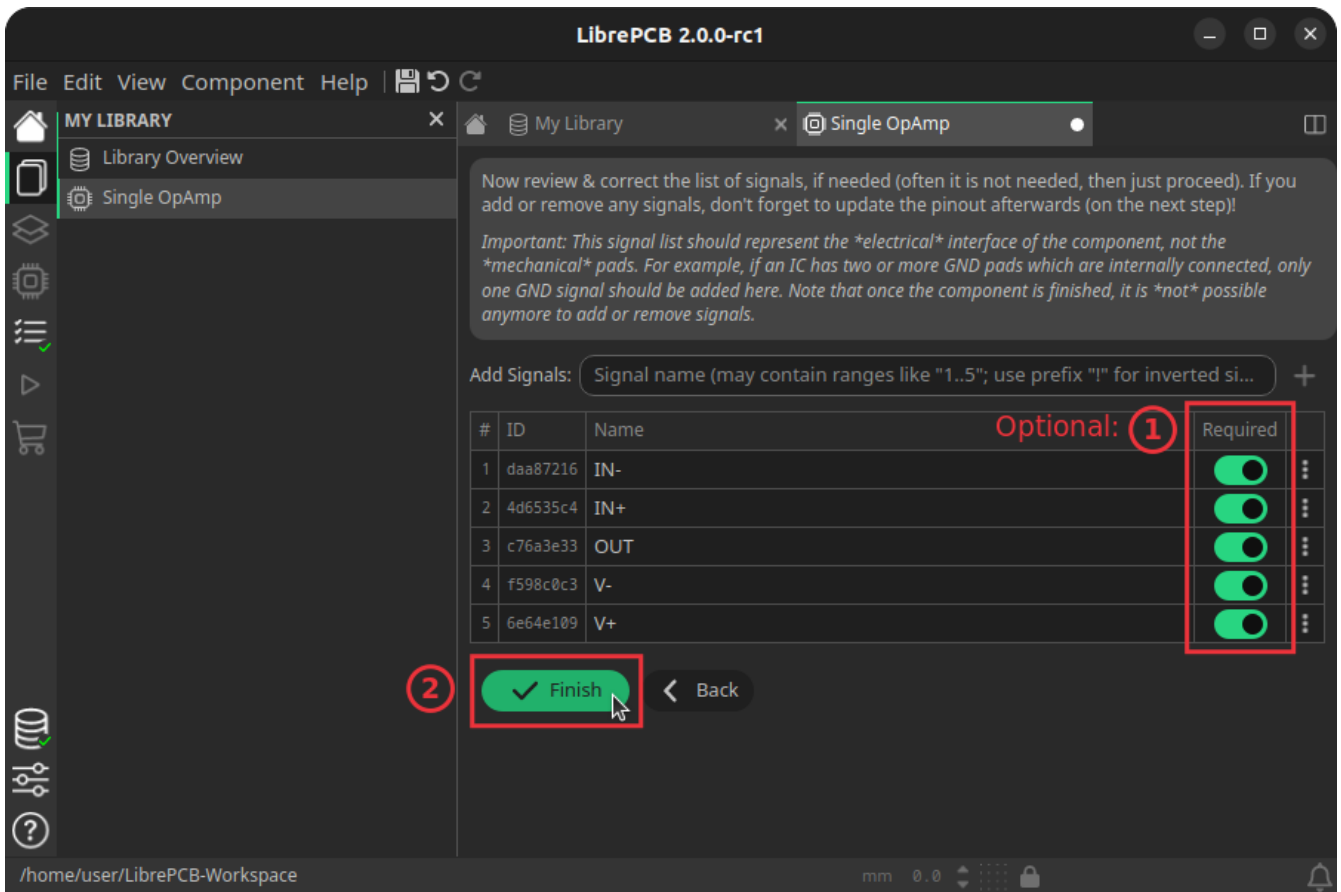 LibrePCB 2.0.0-rc1
File Edit View Component Help
MY LIBRARY
My Library
Single OpAmp
Library Overview
Single OpAmp
Now review & correct the list of signals, if needed (often it is not needed, then just proceed). If you
add or remove any signals, don't forget to update the pinout afterwards (on the next step)!
Important: This signal list should represent the *electrical* interface of the component, not the
*mechanical* pads. For example, if an IC has two or more GND pads which are internally connected, only
one GND signal should be added here. Note that once the component is finished, it is *not* possible
anymore to add or remove signals.
Add Signals: Signal name (may contain ranges like "1..5"; use prefix "!" for inverted si...
# ID Name Optional: 1 Required
1 daa87216 IN-
2 4d6535c4 IN+
3 c76a3e33 OUT
4 f598c0c3 V-
5 6e64e109 V+
2 Finish Back
/home/user/LibrePCB-Workspace mm 0.0